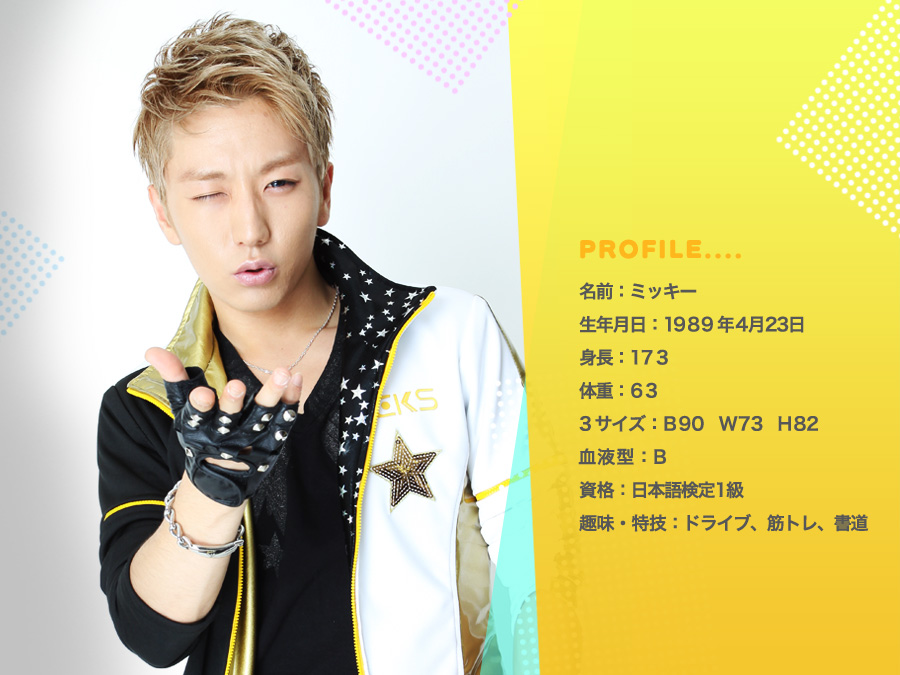 PROFILE....
名前：ミッキー
生年月日：1989年4月23日
身長：173
体重：63
3サイズ：B90 W73 H82
血液型：B
資格：日本語検定1級
趣味・特技：ドライブ、筋トレ、書道
EKS